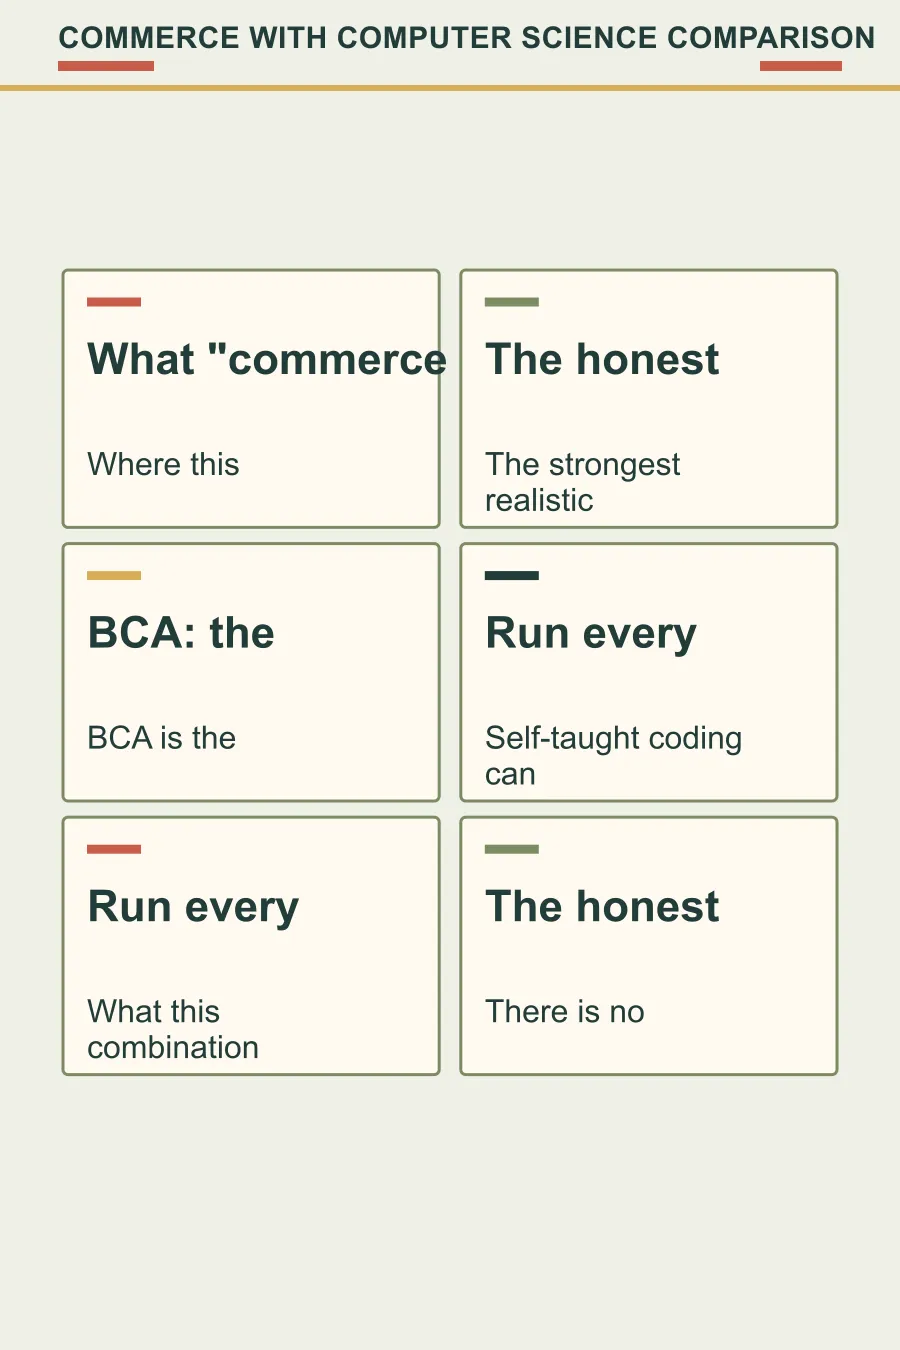 COMMERCE WITH COMPUTER SCIENCE COMPARISON
What "commerce
Where this
The honest
The strongest
realistic
BCA: the
BCA is the
Run every
Self-taught coding
can
Run every
What this
combination
The honest
There is no